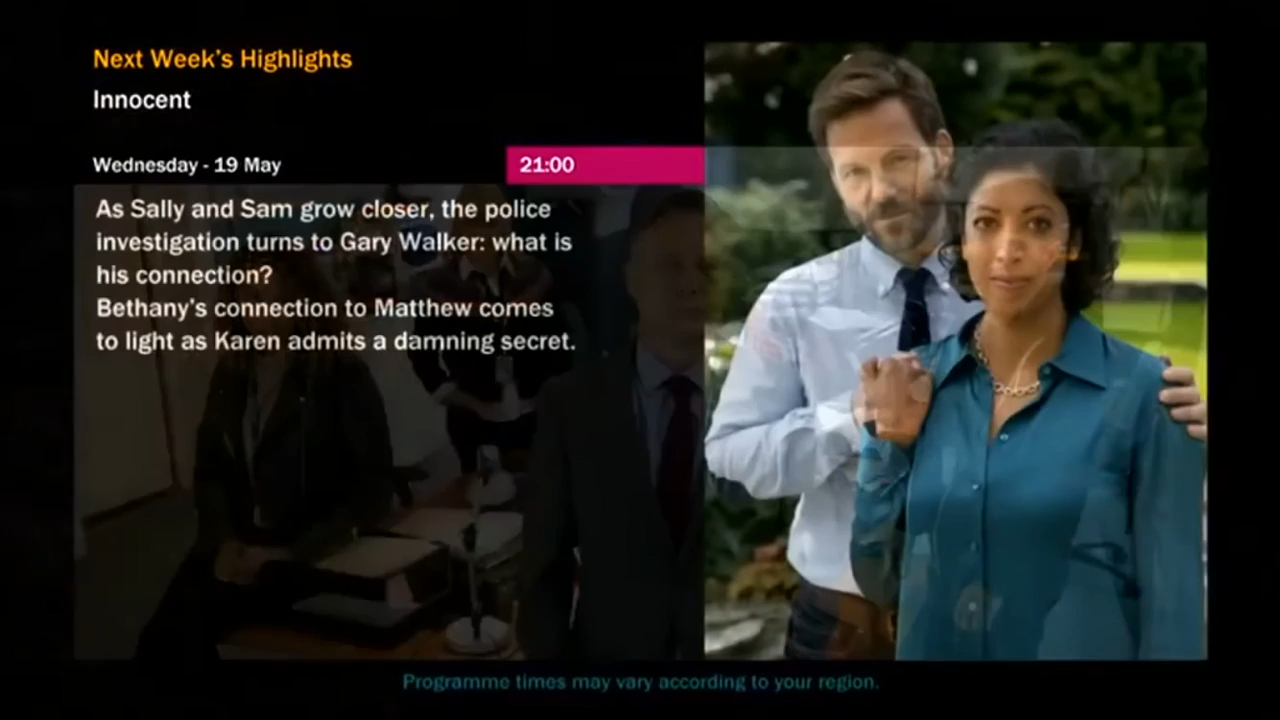 Next Week's Highlights
Innocent
Wednesday - 19 May
21:00
As Sally and Sam grow closer, the police
investigation turns to Gary Walker: what is
his connection?
Bethany's connection to Matthew comes
to light as Karen admits a damning secret.
Programme times may vary according to your region.